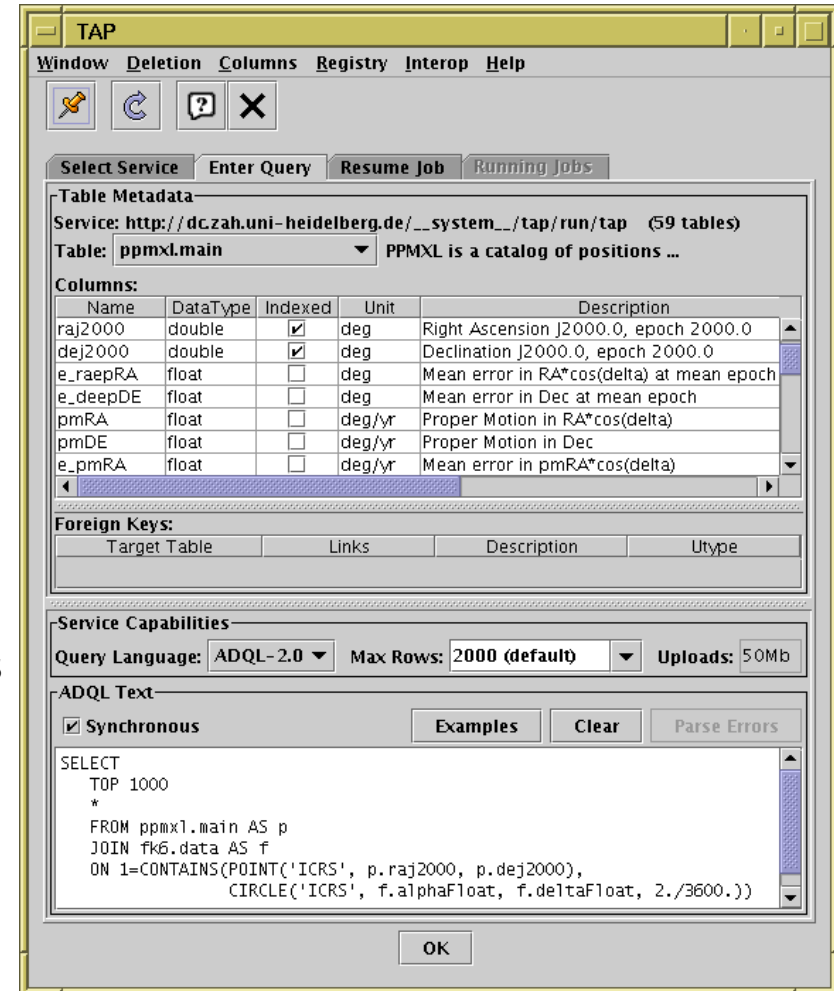 TAP
Window Deletion Columns Registry Interop Help
Select Service Enter Query Resume Job Running Jobs
Table Metadata
Service: http://dc.zah.uni-heidelberg.de/__system__/tap/run/tap (59 tables)
Table: ppmxl.main PPMXL is a catalog of positions ...
Columns:
Name DataType Indexed Unit Description
raj2000 double deg Right Ascension J2000.0, epoch 2000.0
dej2000 double deg Declination J2000.0, epoch 2000.0
e_raepRA float deg Mean error in RA*cos(delta) at mean epoch
e_deepDE float deg Mean error in Dec at mean epoch
pmRA float deg/yr Proper Motion in RA*cos(delta)
pmDE float deg/yr Proper Motion in Dec
e_pmRA float deg/yr Mean error in pmRA*cos(delta)
Foreign Keys:
Target Table Links Description Utype
Service Capabilities
Query Language: ADQL-2.0 Max Rows: 2000 (default) Uploads: 50Mb
ADQL Text
Synchronous Examples Clear Parse Errors
SELECT
TOP 1000
*
FROM ppmxl.main AS p
JOIN fk6.data AS f
ON 1=CONTAINS(POINT('ICRS', p.raj2000, p.dej2000),
CIRCLE('ICRS', f.alphaFloat, f.deltaFloat, 2./3600.))
OK